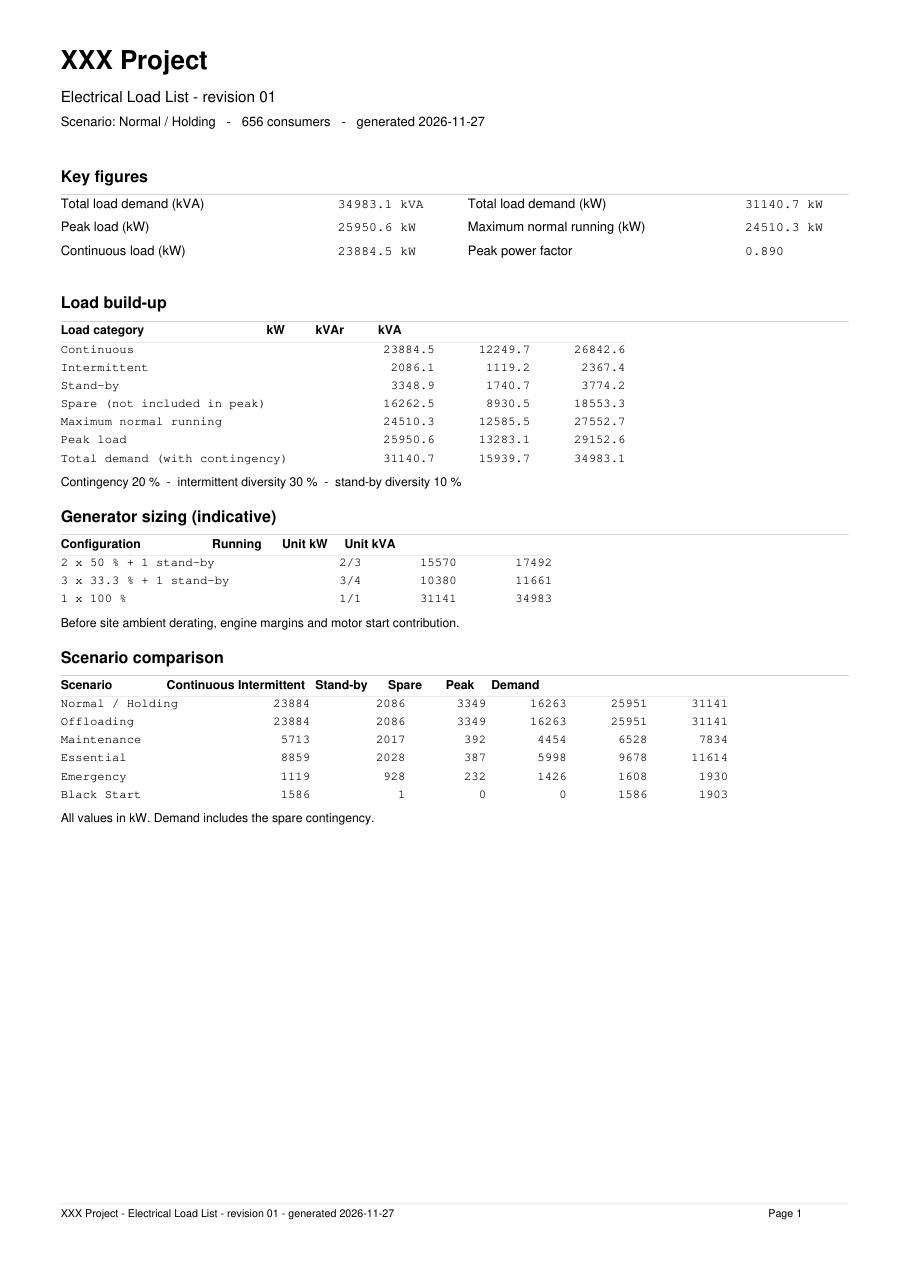 XXX Project
Electrical Load List - revision 01
Scenario: Normal / Holding - 656 consumers - generated 2026-11-27
Key figures
Total load demand (kVA) 34983.1 kVA Total load demand (kW) 31140.7 kW
Peak load (kW) 25950.6 kW Maximum normal running (kW) 24510.3 kW
Continuous load (kW) 23884.5 kW Peak power factor 0.890
Load build-up
Load category kW kVAr kVA
Continuous 23884.5 12249.7 26842.6
Intermittent 2086.1 1119.2 2367.4
Stand-by 3348.9 1740.7 3774.2
Spare (not included in peak) 16262.5 8930.5 18553.3
Maximum normal running 24510.3 12585.5 27552.7
Peak load 25950.6 13283.1 29152.6
Total demand (with contingency) 31140.7 15939.7 34983.1
Contingency 20 % - intermittent diversity 30 % - stand-by diversity 10 %
Generator sizing (indicative)
Configuration Running Unit kW Unit kVA
2 x 50 % + 1 stand-by 2/3 15570 17492
3 x 33.3 % + 1 stand-by 3/4 10380 11661
1 x 100 % 1/1 31141 34983
Before site ambient derating, engine margins and motor start contribution.
Scenario comparison
Scenario Continuous Intermittent Stand-by Spare Peak Demand
Normal / Holding 23884 2086 3349 16263 25951 31141
Offloading 23884 2086 3349 16263 25951 31141
Maintenance 5713 2017 392 4454 6528 7834
Essential 8859 2028 387 5998 9678 11614
Emergency 1119 928 232 1426 1608 1930
Black Start 1586 1 0 0 1586 1903
All values in kW. Demand includes the spare contingency.
XXX Project - Electrical Load List - revision 01 - generated 2026-11-27 Page 1